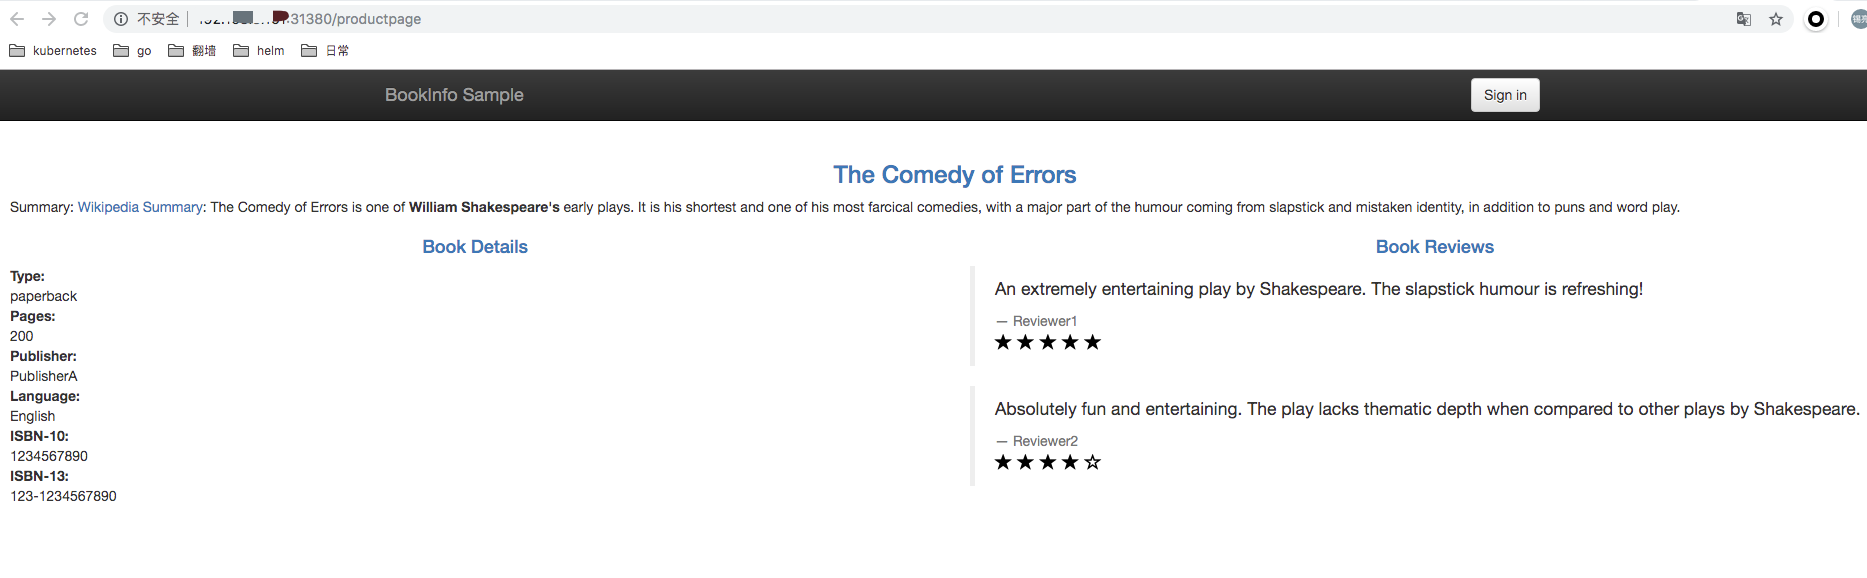 不安全 :31380/productpage
kubernetes go 翻墙 helm 日常
BookInfo Sample Sign in
The Comedy of Errors
Summary: Wikipedia Summary: The Comedy of Errors is one of William Shakespeare's early plays. It is his shortest and one of his most farcical comedies, with a major part of the humour coming from slapstick and mistaken identity, in addition to puns and word play.
Book Details
Type:
paperback
Pages:
200
Publisher:
PublisherA
Language:
English
ISBN-10:
1234567890
ISBN-13:
123-1234567890
Book Reviews
An extremely entertaining play by Shakespeare. The slapstick humour is refreshing!
— Reviewer1
★★★★★
Absolutely fun and entertaining. The play lacks thematic depth when compared to other plays by Shakespeare.
— Reviewer2
★★★★☆